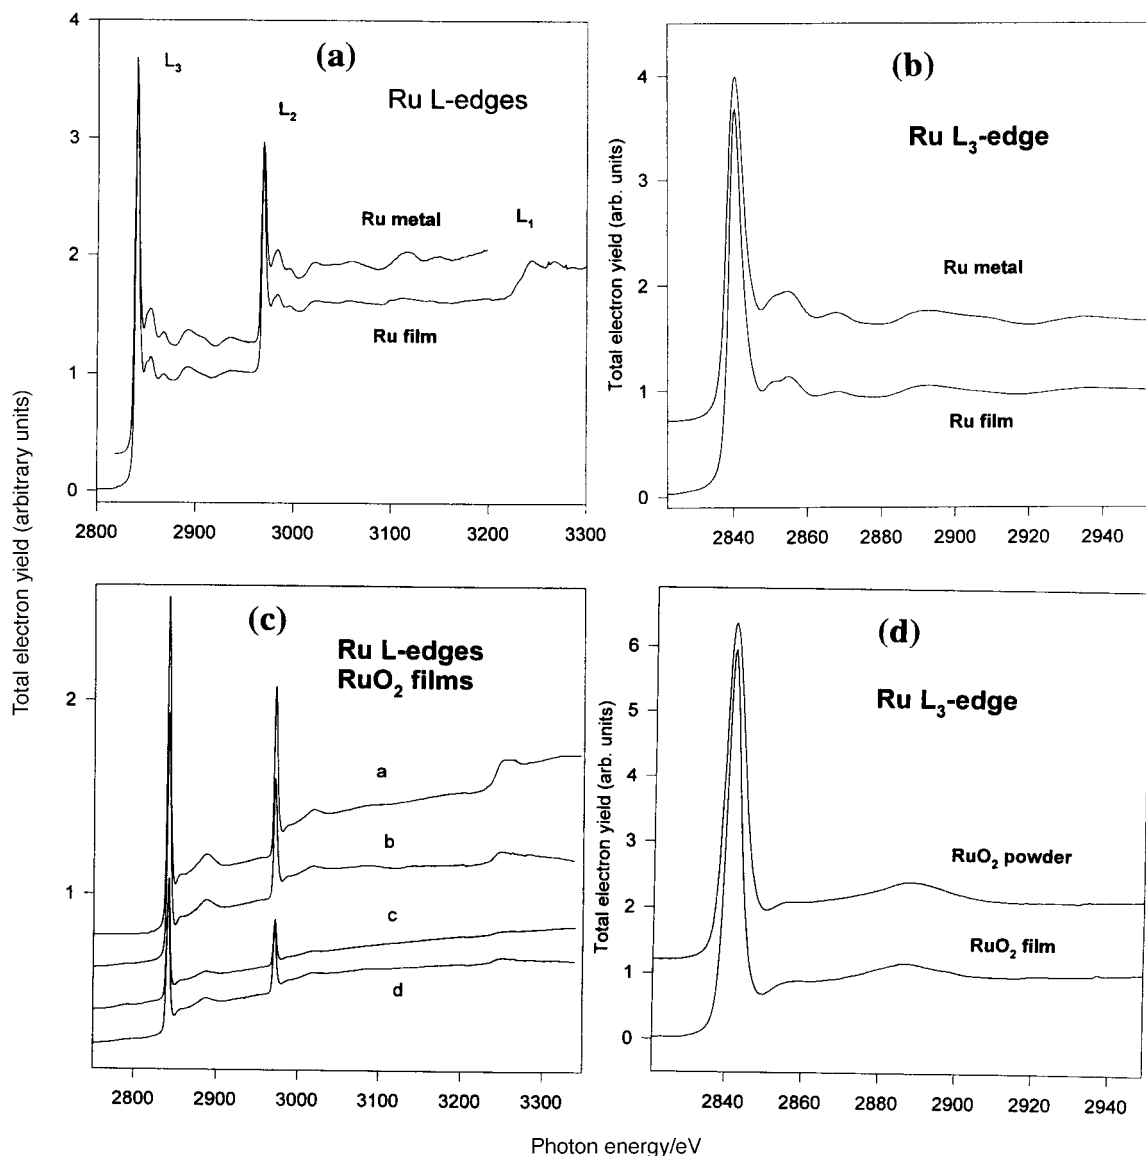 Total electron yield (arbitrary units)
(a)
Ru L-edges
L₃
L₂
L₁
Ru metal
Ru film
4
3
2
1
0
2800 2900 3000 3100 3200 3300
(b)
Ru L₃-edge
Total electron yield (arb. units)
Ru metal
Ru film
4
3
2
1
0
2840 2860 2880 2900 2920 2940
(c)
Ru L-edges
RuO₂ films
a
b
c
d
2
1
2800 2900 3000 3100 3200 3300
(d)
Ru L₃-edge
Total electron yield (arb. units)
RuO₂ powder
RuO₂ film
6
5
4
3
2
1
0
2840 2860 2880 2900 2920 2940
Photon energy/eV